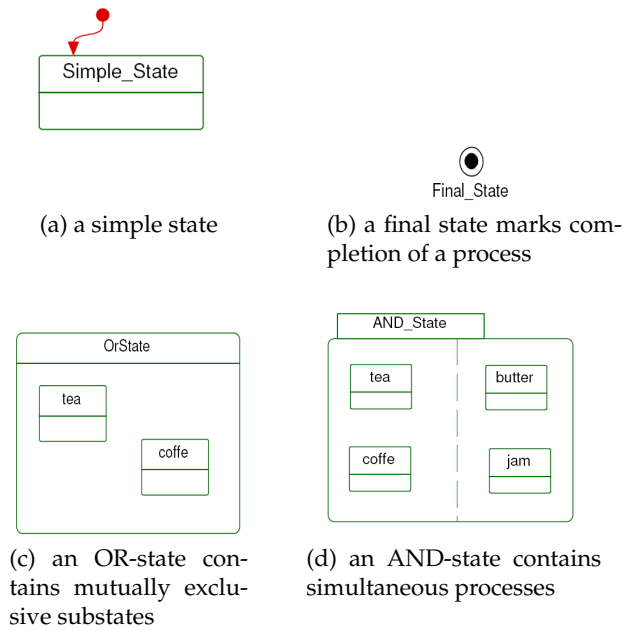 Simple_State
Final_State
(a) a simple state
(b) a final state marks com-
pletion of a process
OrState
tea
coffe
AND_State
tea
butter
coffe
jam
(c) an OR-state con-
tains mutually exclu-
sive substates
(d) an AND-state contains
simultaneous processes